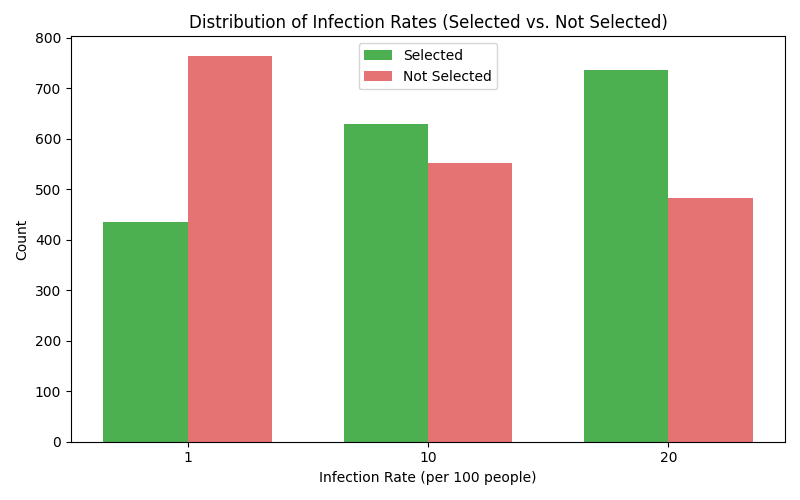 Distribution of Infection Rates (Selected vs. Not Selected)
Selected
Not Selected
800
700
600
500
400
300
200
100
0
Count
1 10 20
Infection Rate (per 100 people)